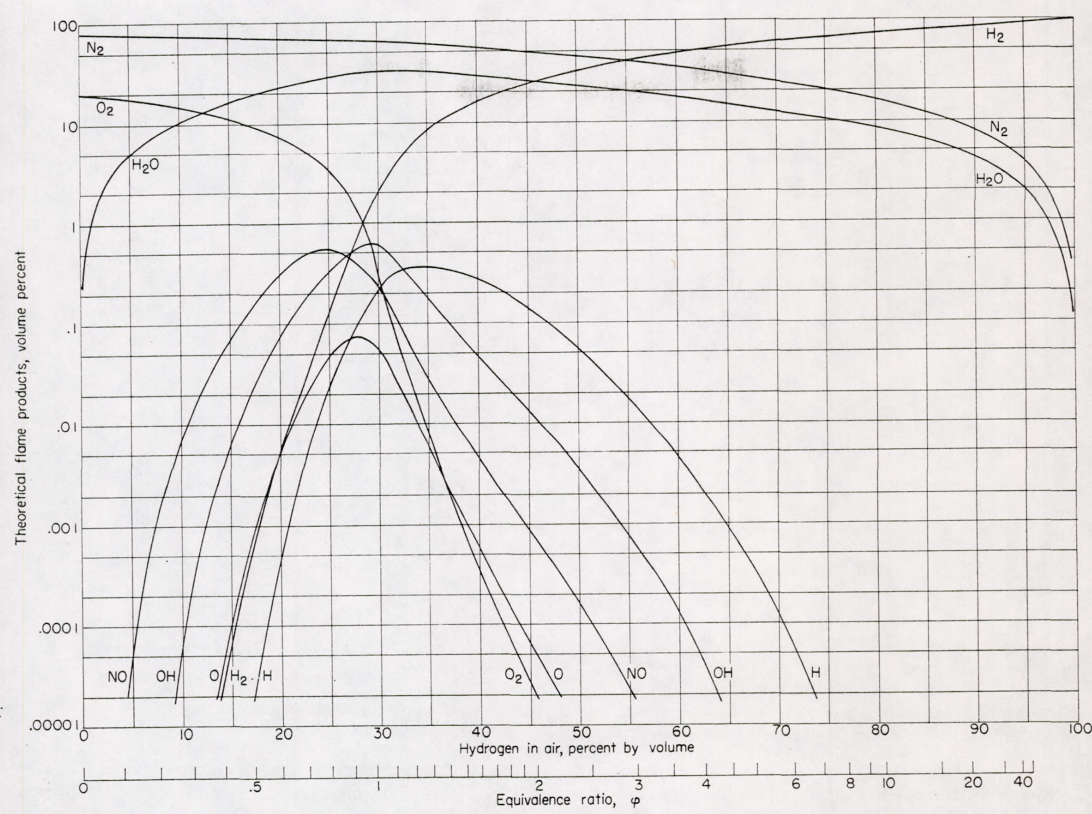 100
N2
H2
O2
10
N2
H2O
H2O
1
.1
.01
.001
.0001
NO OH O H2 H O2 O NO OH H
.00001
0 10 20 30 40 50 60 70 80 90 100
Hydrogen in air, percent by volume
0 .5 1 2 3 4 6 8 10 20 40
Equivalence ratio, φ
Theoretical flame products, volume percent